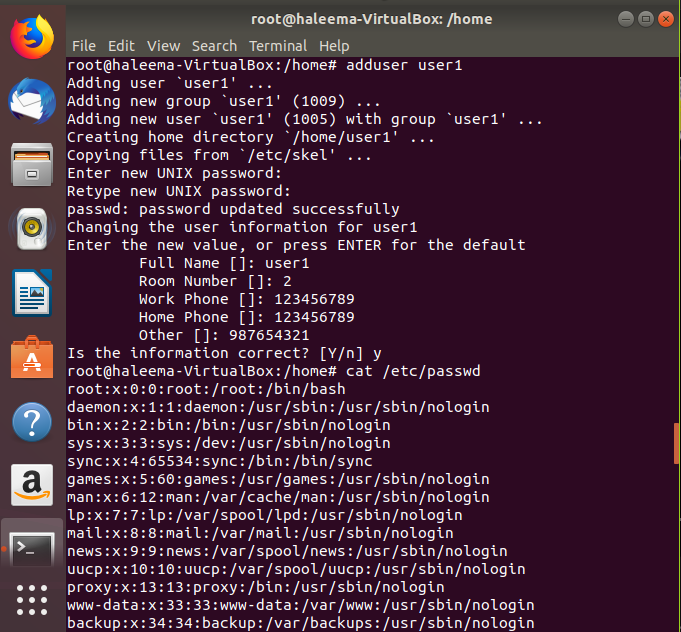 root@haleema-VirtualBox: /home
File Edit View Search Terminal Help
root@haleema-VirtualBox:/home# adduser user1
Adding user `user1' ...
Adding new group `user1' (1009) ...
Adding new user `user1' (1005) with group `user1' ...
Creating home directory `/home/user1' ...
Copying files from `/etc/skel' ...
Enter new UNIX password:
Retype new UNIX password:
passwd: password updated successfully
Changing the user information for user1
Enter the new value, or press ENTER for the default
Full Name []: user1
Room Number []: 2
Work Phone []: 123456789
Home Phone []: 123456789
Other []: 987654321
Is the information correct? [Y/n] y
root@haleema-VirtualBox:/home# cat /etc/passwd
root:x:0:0:root:/root:/bin/bash
daemon:x:1:1:daemon:/usr/sbin:/usr/sbin/nologin
bin:x:2:2:bin:/bin:/usr/sbin/nologin
sys:x:3:3:sys:/dev:/usr/sbin/nologin
sync:x:4:65534:sync:/bin:/bin/sync
games:x:5:60:games:/usr/games:/usr/sbin/nologin
man:x:6:12:man:/var/cache/man:/usr/sbin/nologin
lp:x:7:7:lp:/var/spool/lpd:/usr/sbin/nologin
mail:x:8:8:mail:/var/mail:/usr/sbin/nologin
news:x:9:9:news:/var/spool/news:/usr/sbin/nologin
uucp:x:10:10:uucp:/var/spool/uucp:/usr/sbin/nologin
proxy:x:13:13:proxy:/bin:/usr/sbin/nologin
www-data:x:33:33:www-data:/var/www:/usr/sbin/nologin
backup:x:34:34:backup:/var/backups:/usr/sbin/nologin